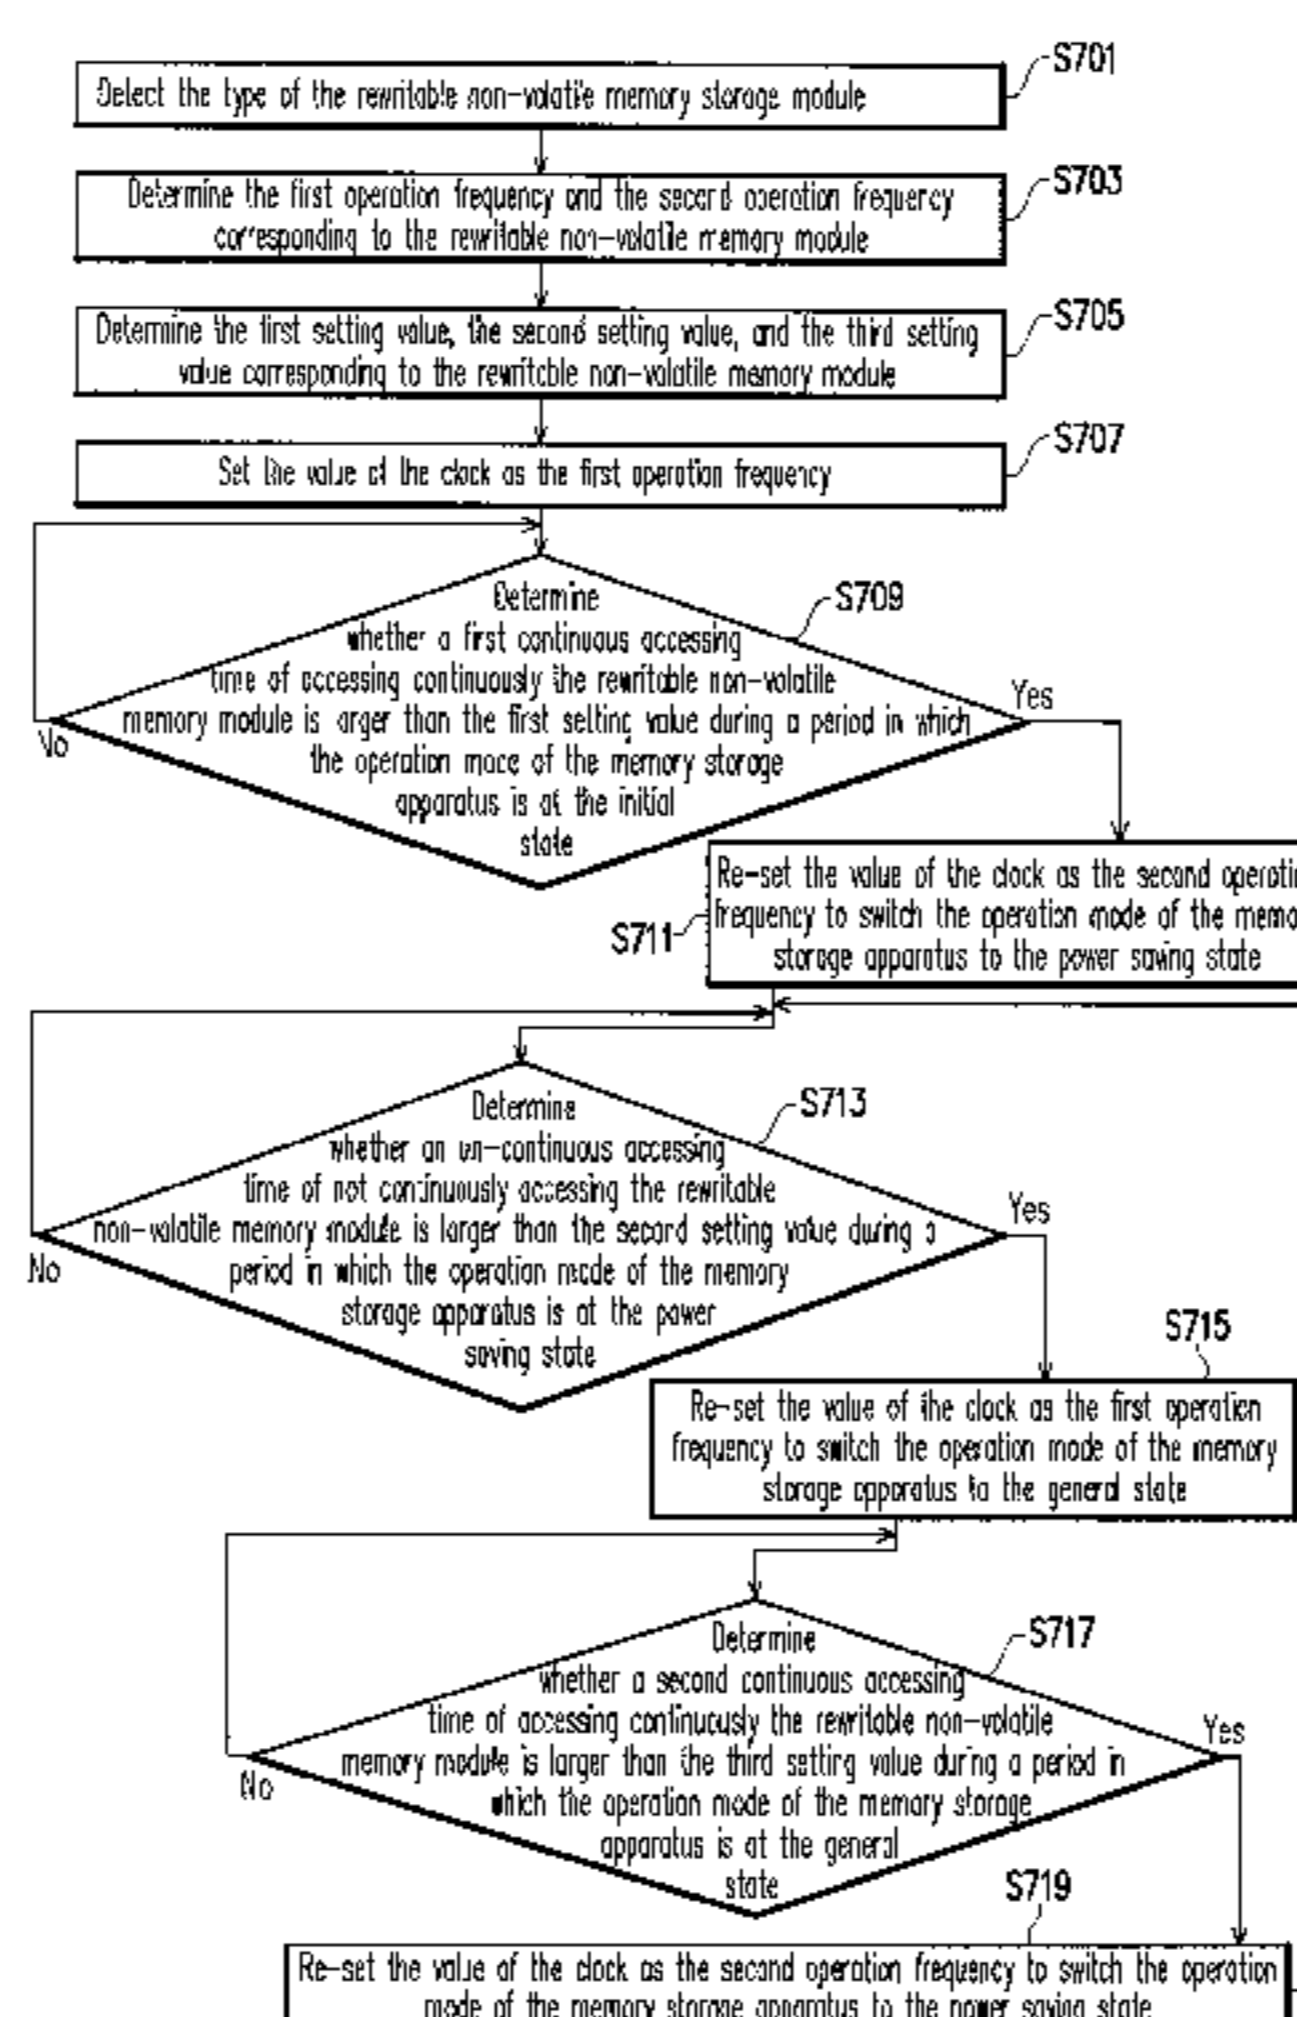 S701
Detect the type of the rewritable non-volatile memory storage module
S703
Determine the first operation frequency and the second operation frequency
corresponding to the rewritable non-volatile memory module
S705
Determine the first setting value, the second setting value, and the third setting
value corresponding to the rewritable non-volatile memory module
S707
Set the value of the clock as the first operation frequency
S709
Determine
whether a first continuous accessing
time of accessing continuously the rewritable non-volatile
memory module is larger than the first setting value during a period in which
the operation mode of the memory storage
apparatus is at the initial
state
Yes
No
Re-set the value of the clock as the second operati
frequency to switch the operation mode of the memo
storage apparatus to the power saving state
S711
S713
Determine
whether an un-continuous accessing
time of not continuously accessing the rewritable
non-volatile memory module is larger than the second setting value during a
period in which the operation mode of the memory
storage apparatus is at the power
saving state
Yes
No
S715
Re-set the value of the clock as the first operation
frequency to switch the operation mode of the memory
storage apparatus to the general state
S717
Determine
whether a second continuous accessing
time of accessing continuously the rewritable non-volatile
memory module is larger than the third setting value during a period in
which the operation mode of the memory storage
apparatus is at the general
state
Yes
No
S719
Re-set the value of the clock as the second operation frequency to switch the operation
mode of the memory storage apparatus to the power saving state